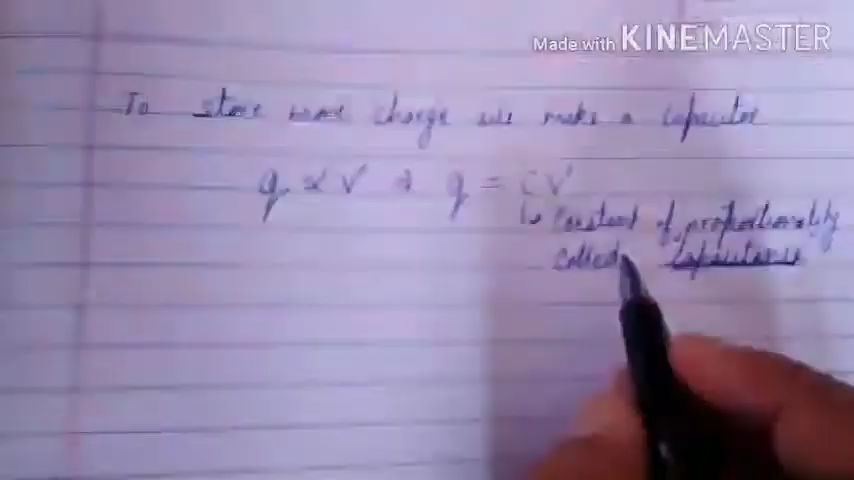 Made with KINEMASTER
To store more charge we make a capacitor
q ∝ V ⇒ q = CV
↳ Constant of proportionality
called capacitance